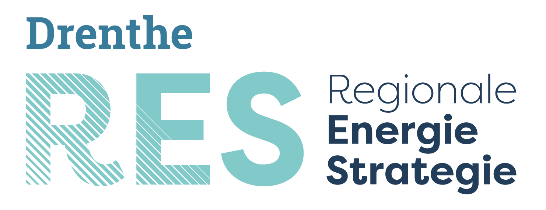 Drenthe
RES
Regionale
Energie
Strategie